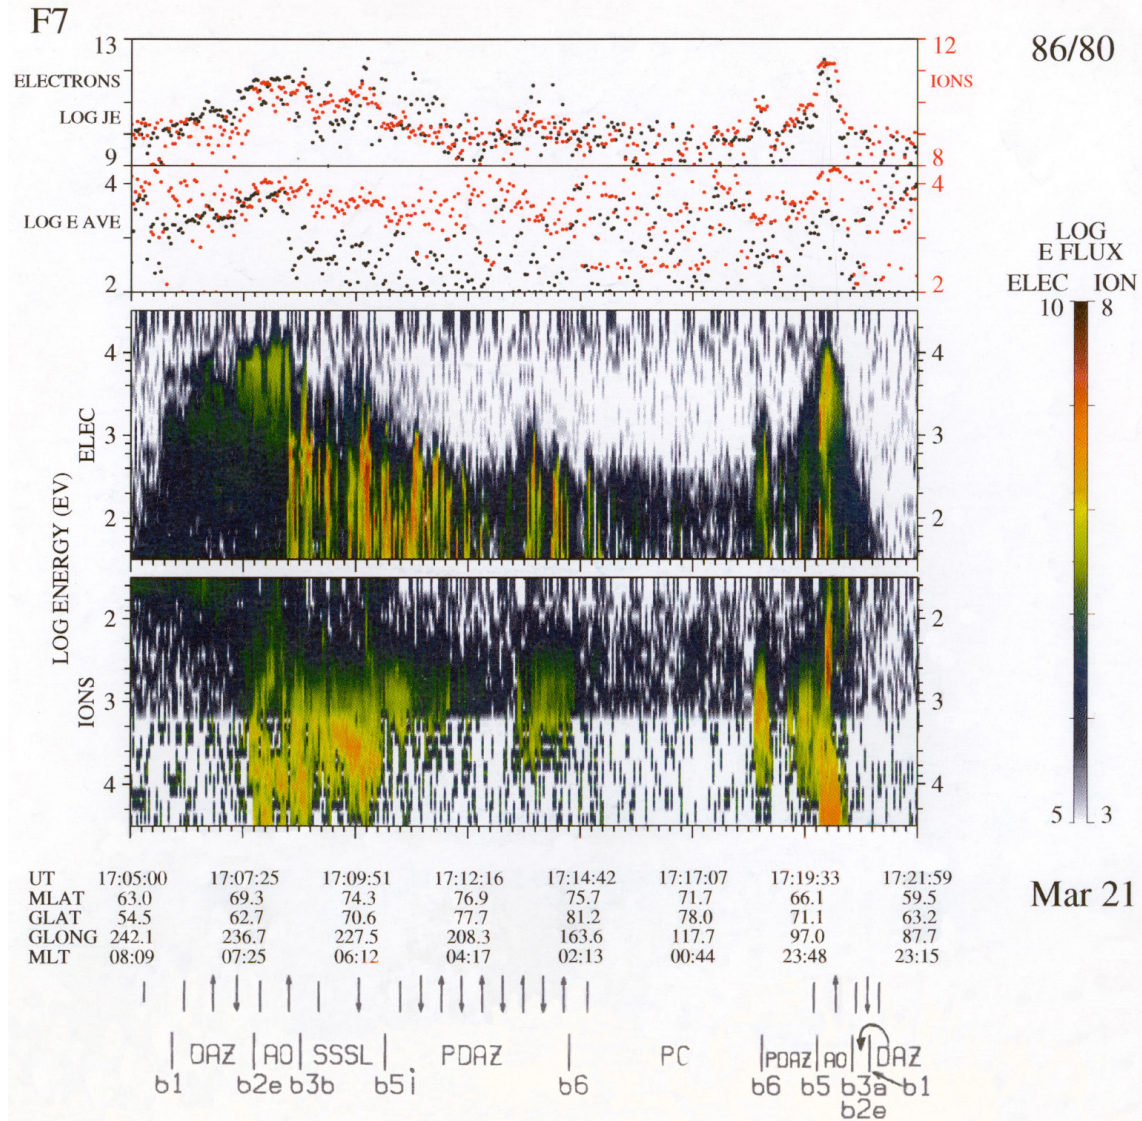 F7
86/80
13 12
ELECTRONS IONS
LOG JE
9 8
4 4
LOG E AVE
2 2
LOG
E FLUX
ELEC ION
10 8
5 3
LOG ENERGY (EV)
ELEC
4 4
3 3
2 2
IONS
2 2
3 3
4 4
UT 17:05:00 17:07:25 17:09:51 17:12:16 17:14:42 17:17:07 17:19:33 17:21:59
MLAT 63.0 69.3 74.3 76.9 75.7 71.7 66.1 59.5
GLAT 54.5 62.7 70.6 77.7 81.2 78.0 71.1 63.2
GLONG 242.1 236.7 227.5 208.3 163.6 117.7 97.0 87.7
MLT 08:09 07:25 06:12 04:17 02:13 00:44 23:48 23:15
Mar 21
DAZ AO SSSL PDAZ PC PDAZ AO DAZ
b1 b2e b3b b5i b6 b6 b5 b3a b1
b2e